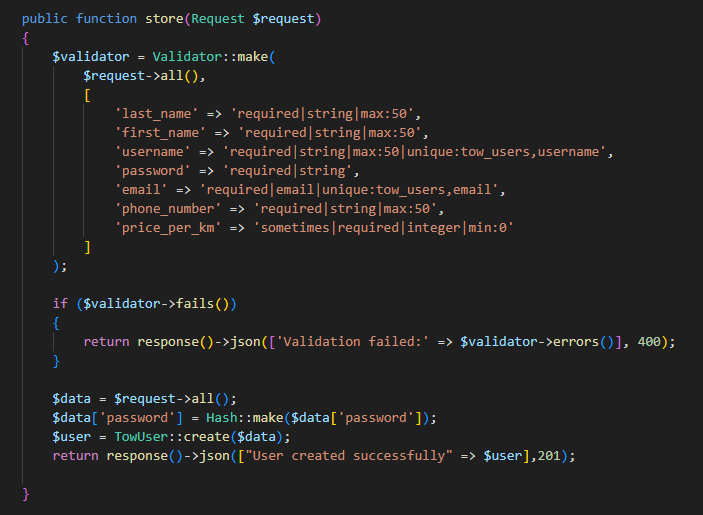 public function store(Request $request)
{
    $validator = Validator::make(
        $request->all(),
        [
            'last_name' => 'required|string|max:50',
            'first_name' => 'required|string|max:50',
            'username' => 'required|string|max:50|unique:tow_users,username',
            'password' => 'required|string',
            'email' => 'required|email|unique:tow_users,email',
            'phone_number' => 'required|string|max:50',
            'price_per_km' => 'sometimes|required|integer|min:0'
        ]
    );
    if ($validator->fails())
    {
        return response()->json(['Validation failed:' => $validator->errors()], 400);
    }
    $data = $request->all();
    $data['password'] = Hash::make($data['password']);
    $user = TowUser::create($data);
    return response()->json(["User created successfully" => $user],201);
}